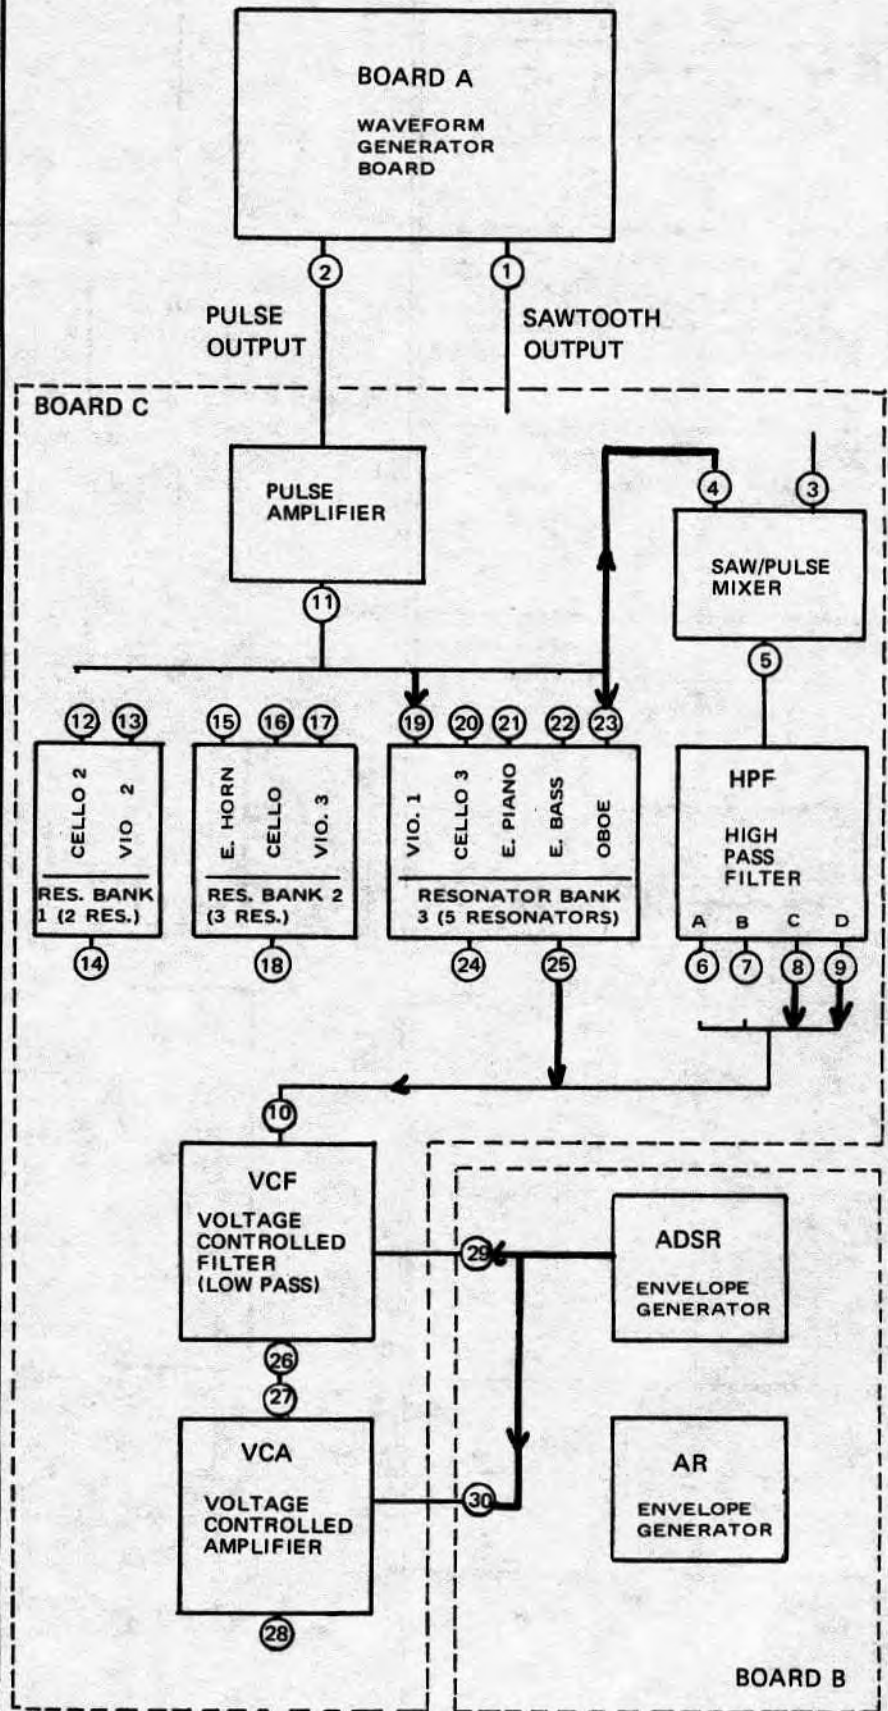 BOARD A
WAVEFORM
GENERATOR
BOARD
2
1
PULSE
OUTPUT
SAWTOOTH
OUTPUT
BOARD C
PULSE
AMPLIFIER
4
3
SAW/PULSE
MIXER
11
5
12
13
15
16
17
19
20
21
22
23
CELLO 2
VIO 2
E. HORN
CELLO
VIO. 3
VIO. 1
CELLO 3
E. PIANO
E. BASS
OBOE
HPF
HIGH
PASS
FILTER
RES. BANK
1 (2 RES.)
RES. BANK 2
(3 RES.)
RESONATOR BANK
3 (5 RESONATORS)
A B C D
14
18
24
25
6
7
8
9
10
VCF
VOLTAGE
CONTROLLED
FILTER
(LOW PASS)
29
ADSR
ENVELOPE
GENERATOR
26
27
VCA
VOLTAGE
CONTROLLED
AMPLIFIER
30
AR
ENVELOPE
GENERATOR
28
BOARD B